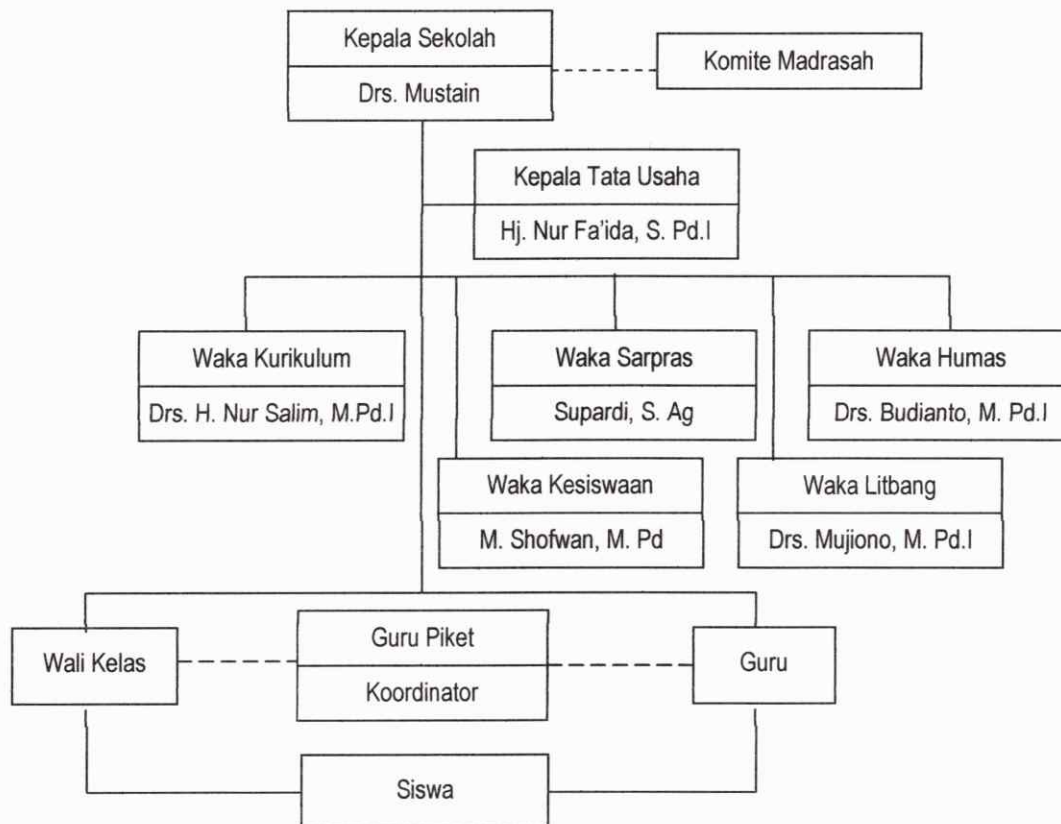 Kepala Sekolah
Komite Madrasah
Drs. Mustain
Kepala Tata Usaha
Hj. Nur Fa'ida, S. Pd.I
Waka Kurikulum
Drs. H. Nur Salim, M.Pd.I
Waka Sarpras
Supardi, S. Ag
Waka Humas
Drs. Budianto, M. Pd.I
Waka Kesiswaan
M. Shofwan, M. Pd
Waka Litbang
Drs. Mujiono, M. Pd.I
Wali Kelas
Guru Piket
Koordinator
Guru
Siswa